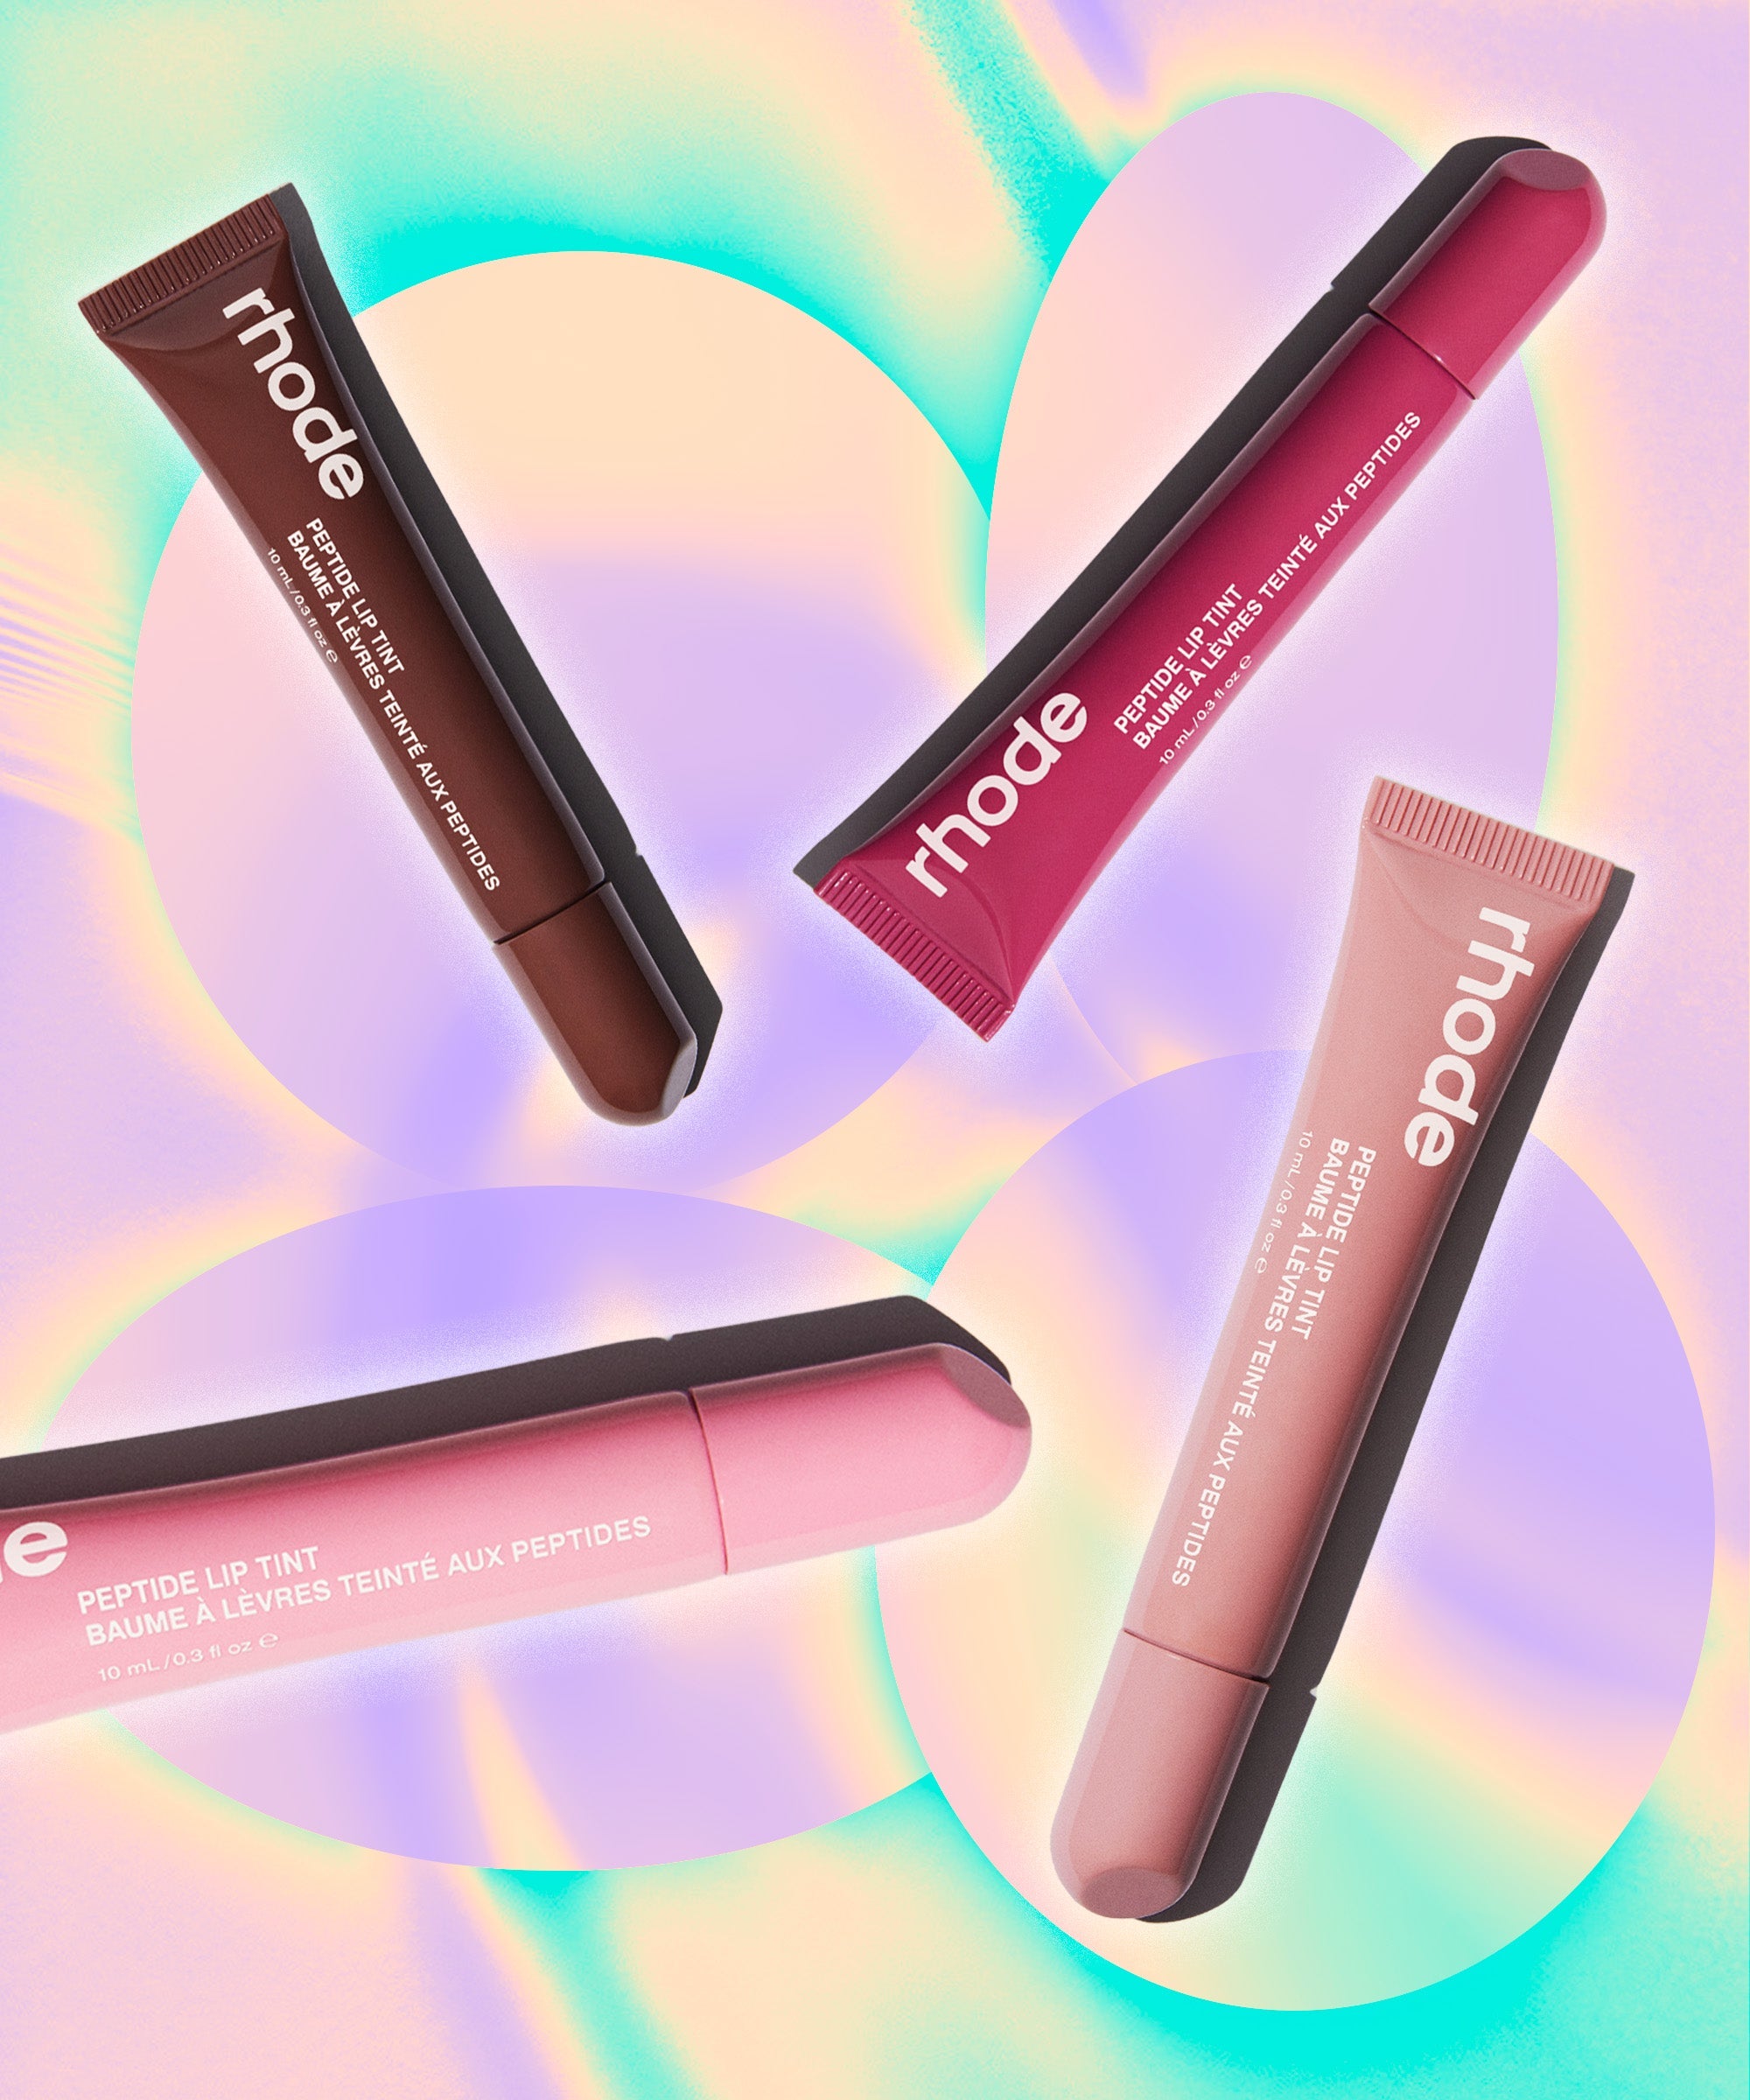 rhode
PEPTIDE LIP TINT
BAUME À LÈVRES TEINTÉ AUX PEPTIDES
10 mL / 0.3 fl oz ℮
rhode
PEPTIDE LIP TINT
BAUME À LÈVRES TEINTÉ AUX PEPTIDES
10 mL / 0.3 fl oz ℮
rhode
PEPTIDE LIP TINT
BAUME À LÈVRES TEINTÉ AUX PEPTIDES
10 mL / 0.3 fl oz ℮
e
PEPTIDE LIP TINT
BAUME À LÈVRES TEINTÉ AUX PEPTIDES
10 mL / 0.3 fl oz ℮